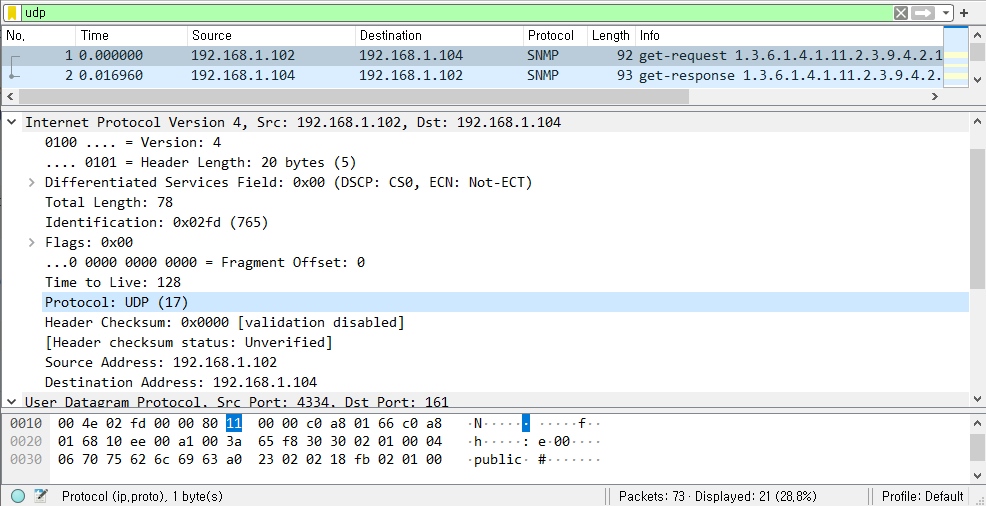 udp
No. Time Source Destination Protocol Length Info
1 0.000000 192.168.1.102 192.168.1.104 SNMP 92 get-request 1.3.6.1.4.1.11.2.3.9.4.2.1
2 0.016960 192.168.1.104 192.168.1.102 SNMP 93 get-response 1.3.6.1.4.1.11.2.3.9.4.2.
Internet Protocol Version 4, Src: 192.168.1.102, Dst: 192.168.1.104
0100 .... = Version: 4
.... 0101 = Header Length: 20 bytes (5)
Differentiated Services Field: 0x00 (DSCP: CS0, ECN: Not-ECT)
Total Length: 78
Identification: 0x02fd (765)
Flags: 0x00
...0 0000 0000 0000 = Fragment Offset: 0
Time to Live: 128
Protocol: UDP (17)
Header Checksum: 0x0000 [validation disabled]
[Header checksum status: Unverified]
Source Address: 192.168.1.102
Destination Address: 192.168.1.104
User Datagram Protocol, Src Port: 4334, Dst Port: 161
0010 00 4e 02 fd 00 00 80 11 00 00 c0 a8 01 66 c0 a8 ·N······ ·····f··
0020 01 68 10 ee 00 a1 00 3a 65 f8 30 30 02 01 00 04 ·h·····: e·00····
0030 06 70 75 62 6c 69 63 a0 23 02 02 18 fb 02 01 00 ·public· #·······
Protocol (ip,proto), 1 byte(s) Packets: 73 · Displayed: 21 (28,8%) Profile: Default